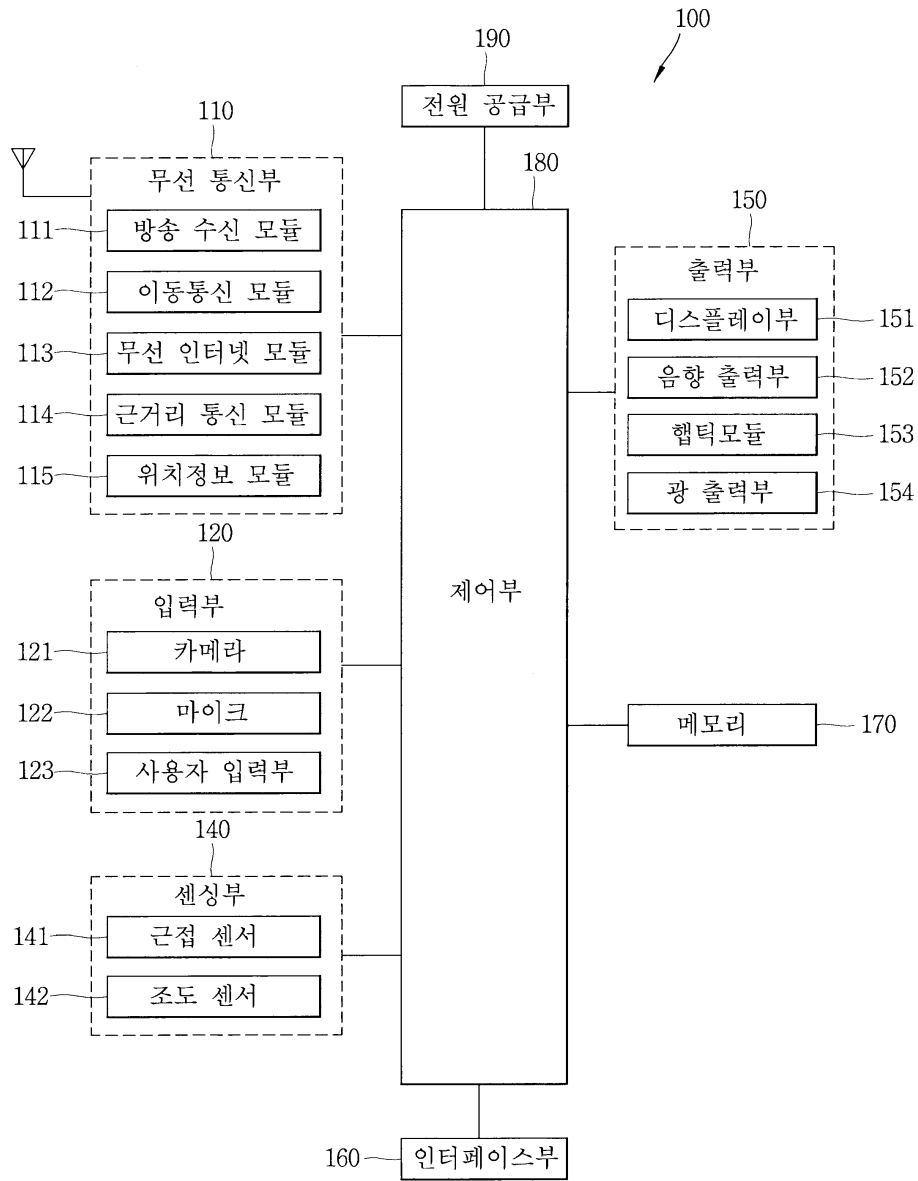 100
190
전원 공급부
110
무선 통신부
111 방송 수신 모듈
112 이동통신 모듈
113 무선 인터넷 모듈
114 근거리 통신 모듈
115 위치정보 모듈
120
입력부
121 카메라
122 마이크
123 사용자 입력부
140
센싱부
141 근접 센서
142 조도 센서
180
제어부
150
출력부
디스플레이부 151
음향 출력부 152
햅틱모듈 153
광 출력부 154
메모리 170
160 인터페이스부